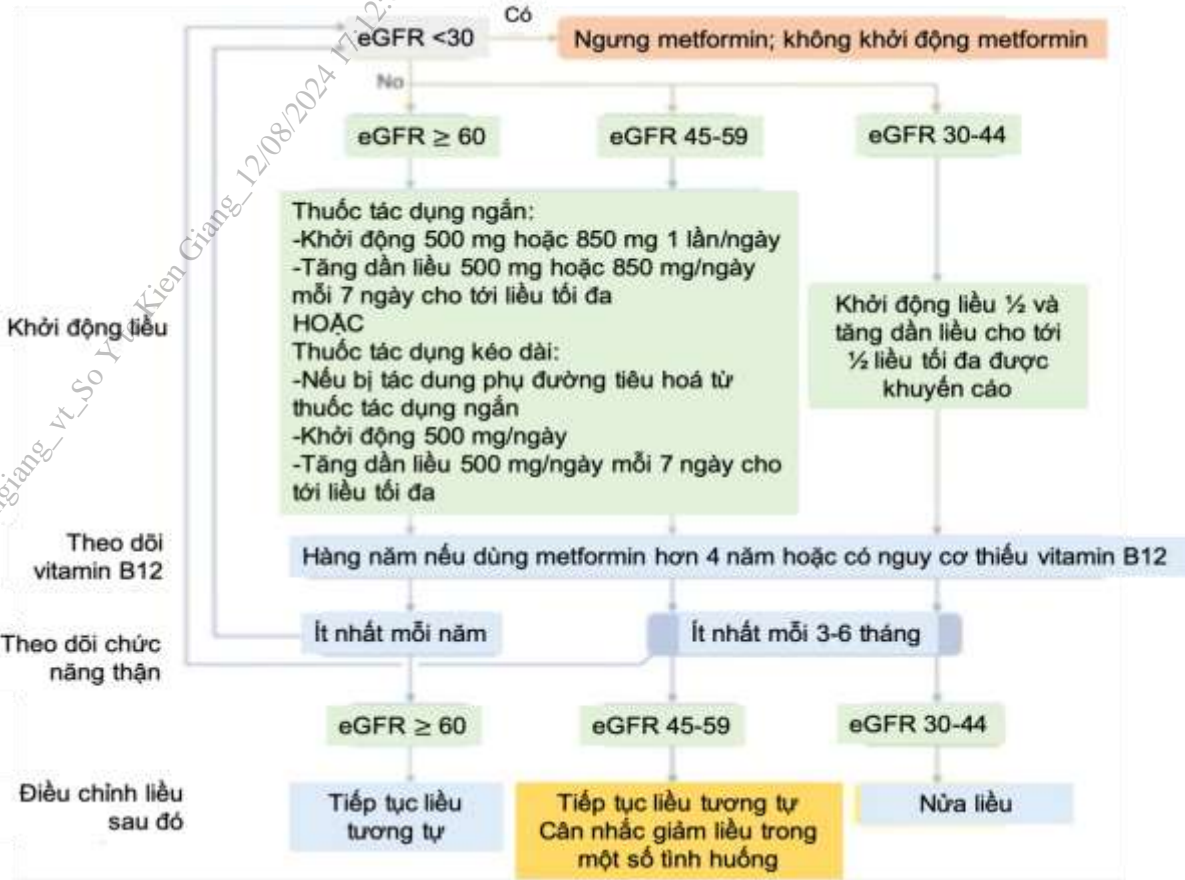 Có
eGFR <30
Ngưng metformin; không khởi động metformin
No
eGFR ≥ 60
eGFR 45-59
eGFR 30-44
Khởi động liều
Thuốc tác dụng ngắn:
-Khởi động 500 mg hoặc 850 mg 1 lần/ngày
-Tăng dần liều 500 mg hoặc 850 mg/ngày
mỗi 7 ngày cho tới liều tối đa
HOẶC
Thuốc tác dụng kéo dài:
-Nếu bị tác dung phụ đường tiêu hoá từ
thuốc tác dụng ngắn
-Khởi động 500 mg/ngày
-Tăng dần liều 500 mg/ngày mỗi 7 ngày cho
tới liều tối đa
Khởi động liều ½ và
tăng dần liều cho tới
½ liều tối đa được
khuyến cáo
Theo dõi
vitamin B12
Hàng năm nếu dùng metformin hơn 4 năm hoặc có nguy cơ thiếu vitamin B12
Theo dõi chức
năng thận
Ít nhất mỗi năm
Ít nhất mỗi 3-6 tháng
eGFR ≥ 60
eGFR 45-59
eGFR 30-44
Điều chỉnh liều
sau đó
Tiếp tục liều
tương tự
Tiếp tục liều tương tự
Cân nhắc giảm liều trong
một số tình huống
Nửa liều
giang_vt_So Y te Kien Giang_12/08/2024 17:12: